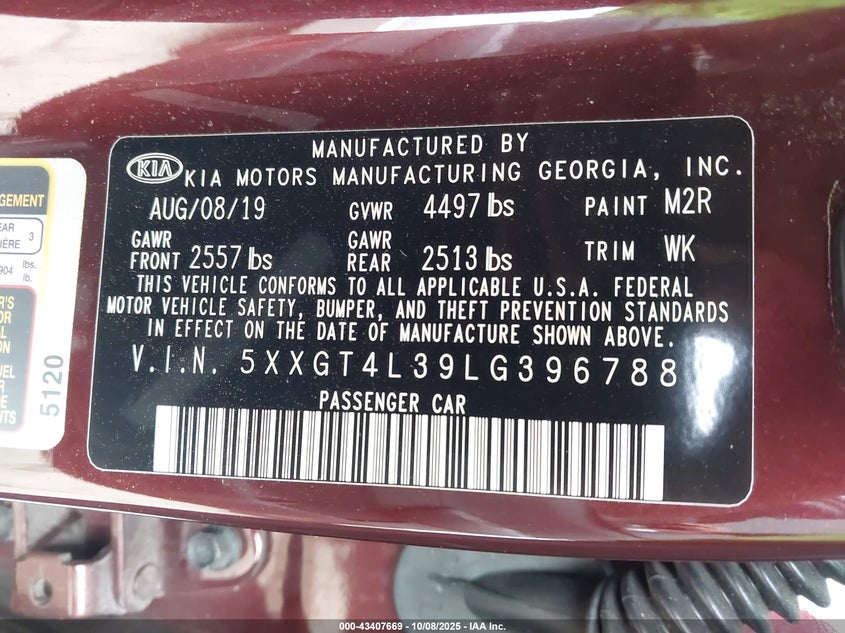 MANUFACTURED BY
KIA KIA MOTORS MANUFACTURING GEORGIA, INC.
AUG/08/19 GVWR 4497 lbs PAINT M2R
GAWR FRONT 2557 lbs GAWR REAR 2513 lbs TRIM WK
THIS VEHICLE CONFORMS TO ALL APPLICABLE U.S.A. FEDERAL
MOTOR VEHICLE SAFETY, BUMPER, AND THEFT PREVENTION STANDARDS
IN EFFECT ON THE DATE OF MANUFACTURE SHOWN ABOVE.
V.I.N. 5XXGT4L39LG396788
PASSENGER CAR
3
lbs.
lb.
5120
000-43407669 - 10/08/2025 - IAA Inc.